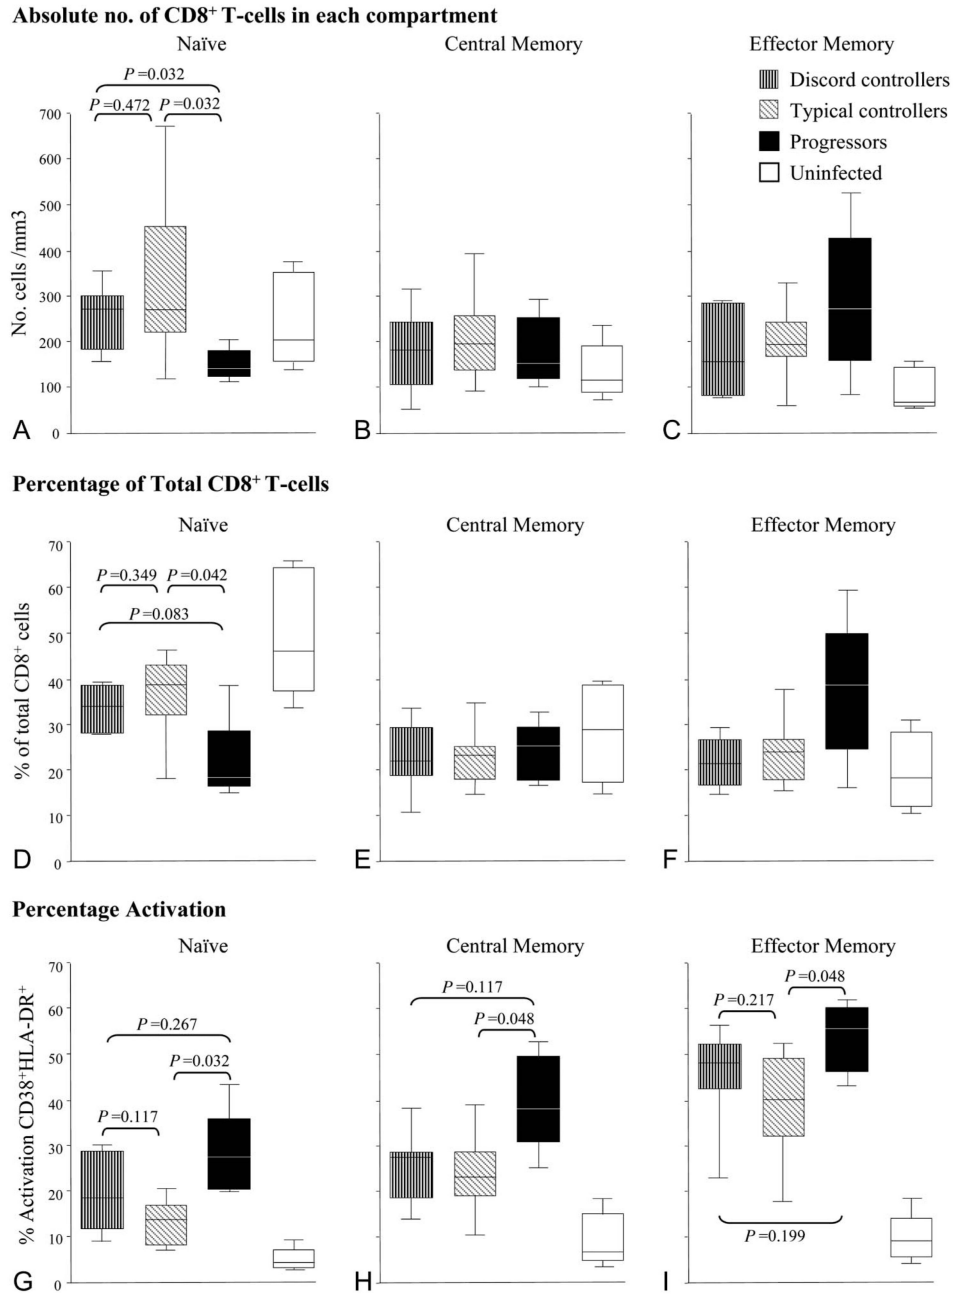 Absolute no. of CD8⁺ T-cells in each compartment
Naïve
Central Memory
Effector Memory
P =0.032
P =0.472
P =0.032
Discord controllers
Typical controllers
Progressors
Uninfected
No. cells /mm3
700
600
500
400
300
200
100
0
A
B
C
Percentage of Total CD8⁺ T-cells
Naïve
Central Memory
Effector Memory
P =0.349
P =0.042
P =0.083
% of total CD8⁺ cells
70
60
50
40
30
20
10
0
D
E
F
Percentage Activation
Naïve
Central Memory
Effector Memory
% Activation CD38⁺HLA-DR⁺
70
60
50
40
30
20
10
0
P =0.267
P =0.032
P =0.117
P =0.117
P =0.048
P =0.048
P =0.217
P =0.199
G
H
I